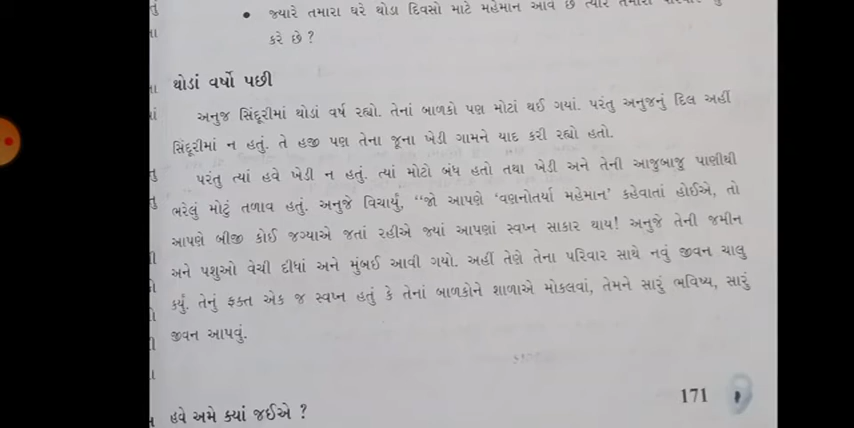 • જ્યારે તમારા ઘરે થોડા દિવસો માટે મહેમાન આવે છે ત્યારે તમારા
કરે છે ?
થોડાં વર્ષો પછી
અનુજ સિંદૂરીમાં થોડાં વર્ષ રહ્યો. તેનાં બાળકો પણ મોટાં થઈ ગયાં. પરંતુ અનુજનું દિલ અહીં
સિંદૂરીમાં ન હતું. તે હજી પણ તેના જૂના ખેડી ગામને યાદ કરી રહ્યો હતો.
પરંતુ ત્યાં હવે ખેડી ન હતું. ત્યાં મોટો બંધ હતો તથા ખેડી અને તેની આજુબાજુ પાણીથી
ભરેલું મોટું તળાવ હતું. અનુજે વિચાર્યું, “જો આપણે ‘વણનોતર્યા મહેમાન’ કહેવાતાં હોઈએ, તો
આપણે બીજી કોઈ જગ્યાએ જતાં રહીએ જ્યાં આપણાં સ્વપ્ન સાકાર થાય! અનુજે તેની જમીન
અને પશુઓ વેચી દીધાં અને મુંબઈ આવી ગયો. અહીં તેણે તેના પરિવાર સાથે નવું જીવન ચાલુ
કર્યું. તેનું ફક્ત એક જ સ્વપ્ન હતું કે તેનાં બાળકોને શાળાએ મોકલવાં, તેમને સારું ભવિષ્ય, સારું
જીવન આપવું.
171
હવે અમે ક્યાં જઈએ ?